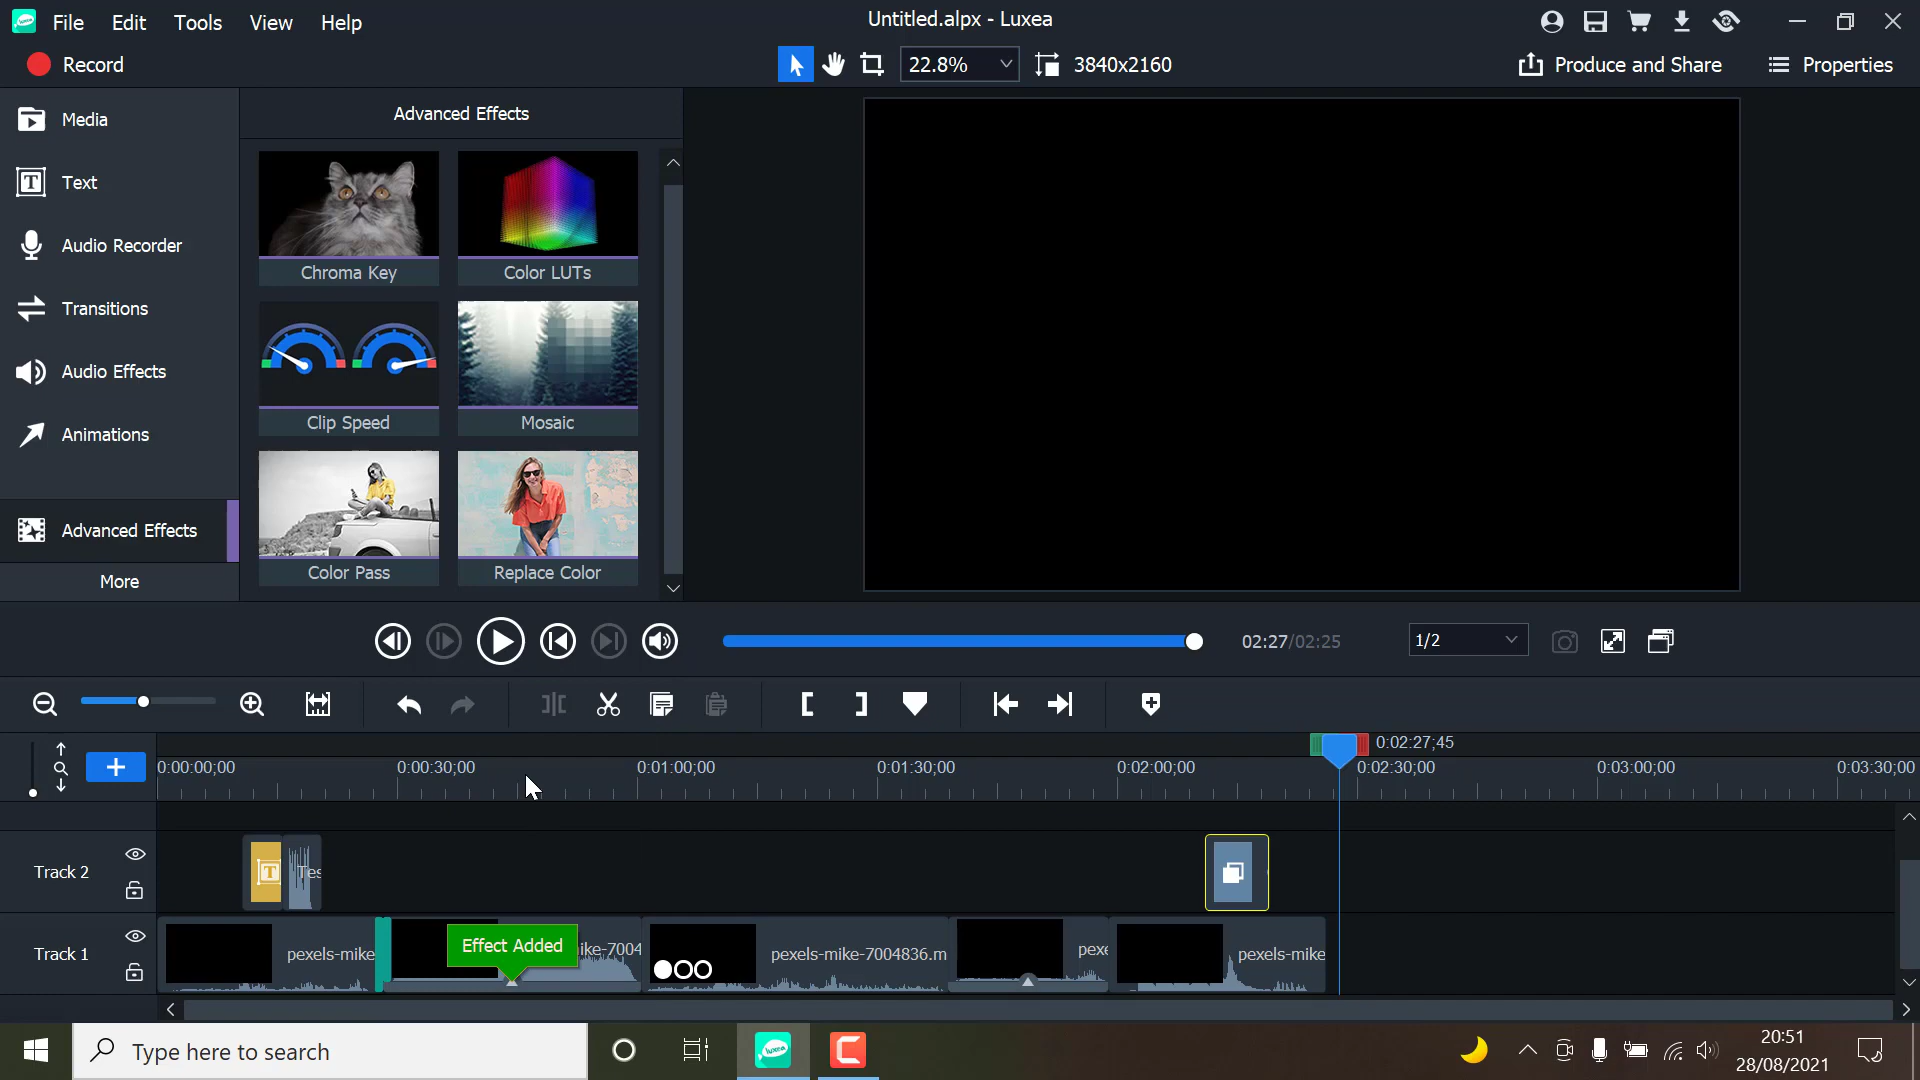 File Edit Tools View Help
Untitled.alpx - Luxea
Record
22.8%
3840x2160
Produce and Share
Properties
Media
Text
Audio Recorder
Transitions
Audio Effects
Animations
Advanced Effects
More
Advanced Effects
Chroma Key
Color LUTs
Clip Speed
Mosaic
Color Pass
Replace Color
02:27/02:25
1/2
0:02:27;45
0:00:00;00
0:00:30;00
0:01:00;00
0:01:30;00
0:02:00;00
0:02:30;00
0:03:00;00
0:03:30;00
Track 2
T
Tes
Track 1
pexels-mike
Effect Added
ike-7004
pexels-mike-7004836.m
pexe
pexels-mike
Type here to search
20:51
28/08/2021